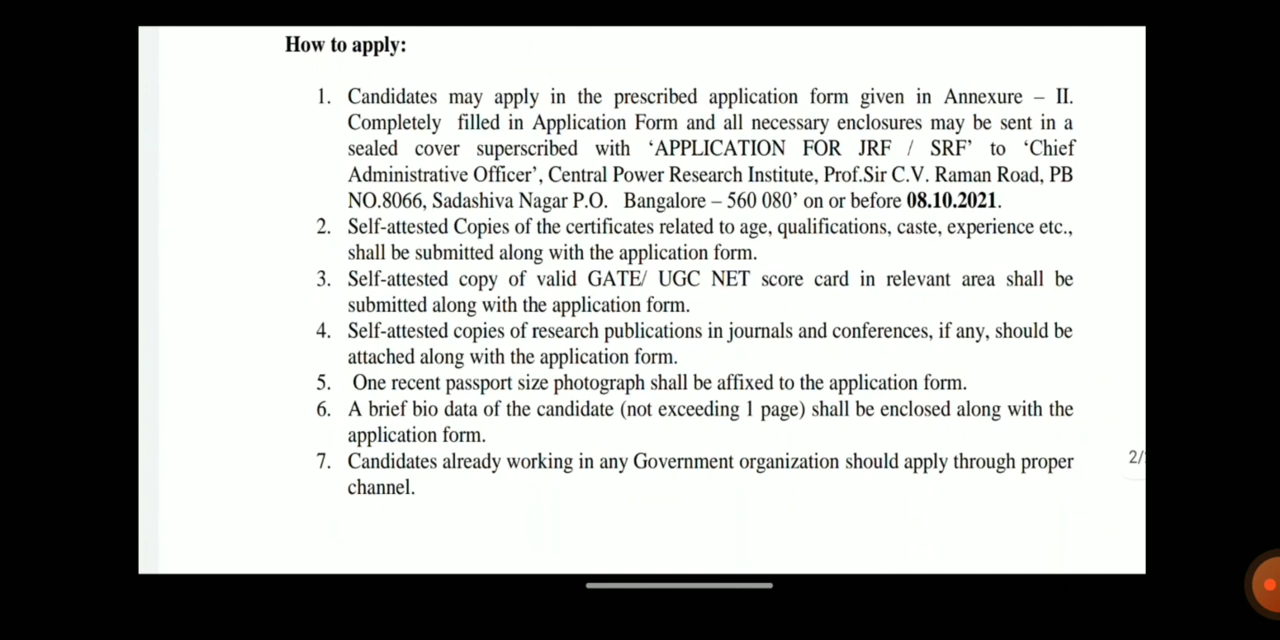 How to apply:
1. Candidates may apply in the prescribed application form given in Annexure – II.
Completely filled in Application Form and all necessary enclosures may be sent in a
sealed cover superscribed with ‘APPLICATION FOR JRF / SRF’ to ‘Chief
Administrative Officer’, Central Power Research Institute, Prof.Sir C.V. Raman Road, PB
NO.8066, Sadashiva Nagar P.O. Bangalore – 560 080’ on or before 08.10.2021.
2. Self-attested Copies of the certificates related to age, qualifications, caste, experience etc.,
shall be submitted along with the application form.
3. Self-attested copy of valid GATE/ UGC NET score card in relevant area shall be
submitted along with the application form.
4. Self-attested copies of research publications in journals and conferences, if any, should be
attached along with the application form.
5. One recent passport size photograph shall be affixed to the application form.
6. A brief bio data of the candidate (not exceeding 1 page) shall be enclosed along with the
application form.
7. Candidates already working in any Government organization should apply through proper
channel.
2/